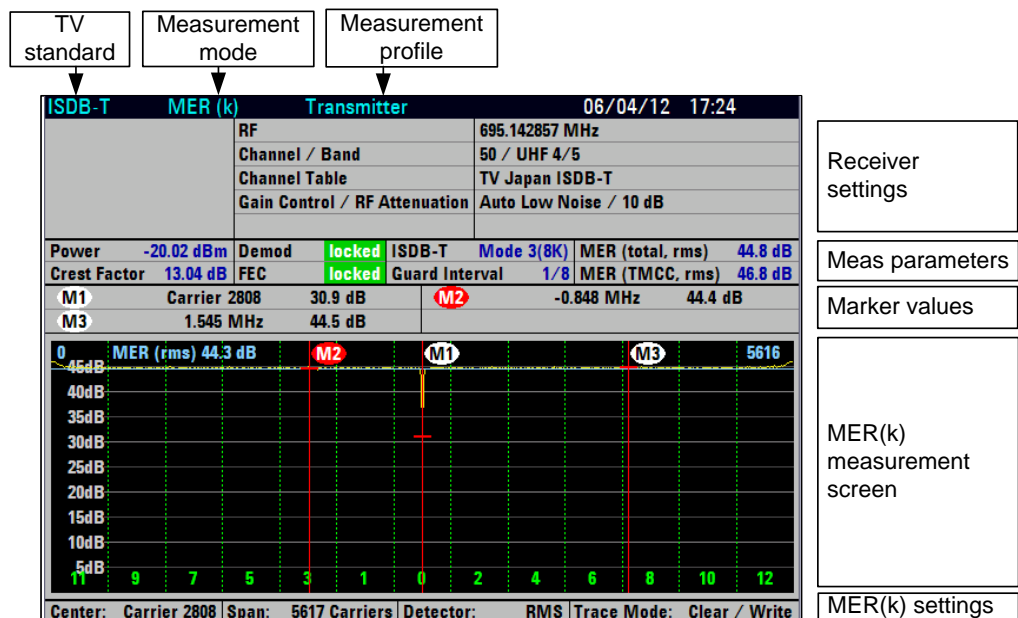 TV standard
Measurement mode
Measurement profile
ISDB-T MER (k) Transmitter 06/04/12 17:24
RF 695.142857 MHz
Channel / Band 50 / UHF 4/5
Channel Table TV Japan ISDB-T
Gain Control / RF Attenuation Auto Low Noise / 10 dB
Receiver settings
Power -20.02 dBm Demod locked ISDB-T Mode 3(8K) MER (total, rms) 44.8 dB
Crest Factor 13.04 dB FEC locked Guard Interval 1/8 MER (TMCC, rms) 46.8 dB
Meas parameters
M1 Carrier 2808 30.9 dB M2 -0.848 MHz 44.4 dB
M3 1.545 MHz 44.5 dB
Marker values
0 MER (rms) 44.3 dB M2 M1 M3 5616
45dB
40dB
35dB
30dB
25dB
20dB
15dB
10dB
5dB
11 9 7 5 3 1 0 2 4 6 8 10 12
MER(k) measurement screen
Center: Carrier 2808 Span: 5617 Carriers Detector: RMS Trace Mode: Clear / Write
MER(k) settings